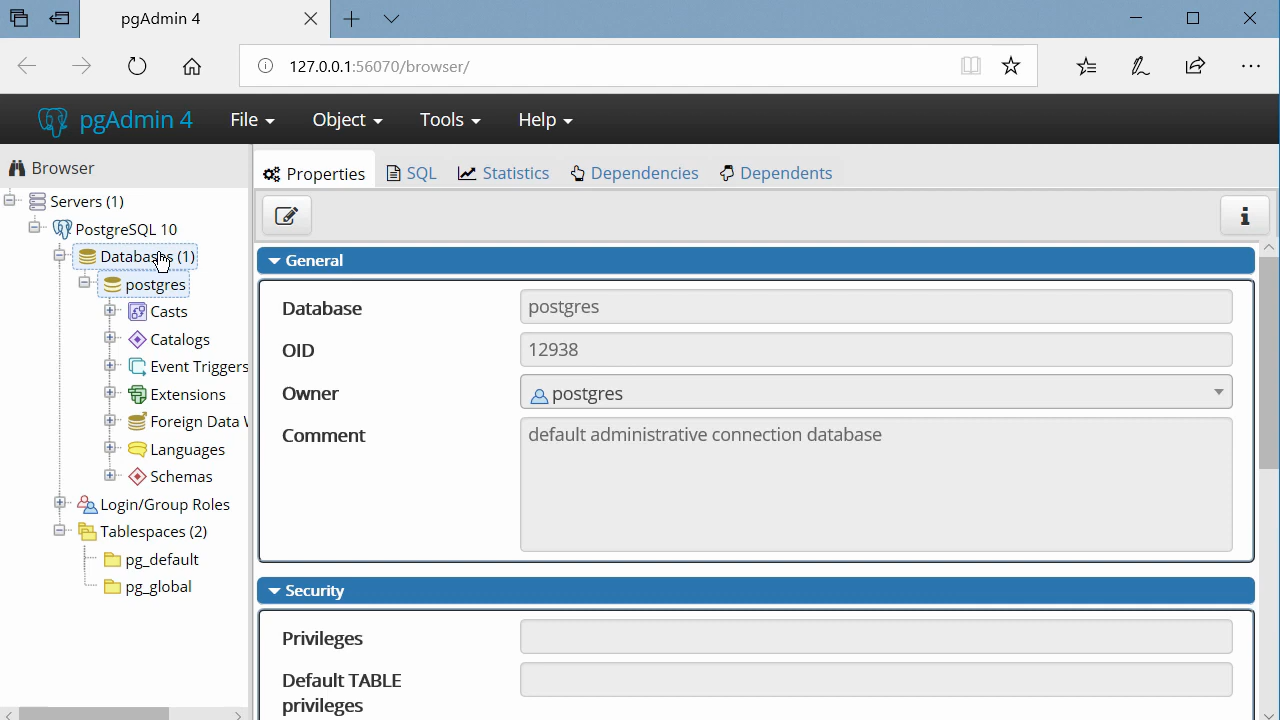 pgAdmin 4
127.0.0.1:56070/browser/
pgAdmin 4 File Object Tools Help
Browser
Servers (1)
PostgreSQL 10
Databases (1)
postgres
Casts
Catalogs
Event Triggers
Extensions
Foreign Data
Languages
Schemas
Login/Group Roles
Tablespaces (2)
pg_default
pg_global
Properties SQL Statistics Dependencies Dependents
General
Database postgres
OID 12938
Owner postgres
Comment default administrative connection database
Security
Privileges
Default TABLE
privileges